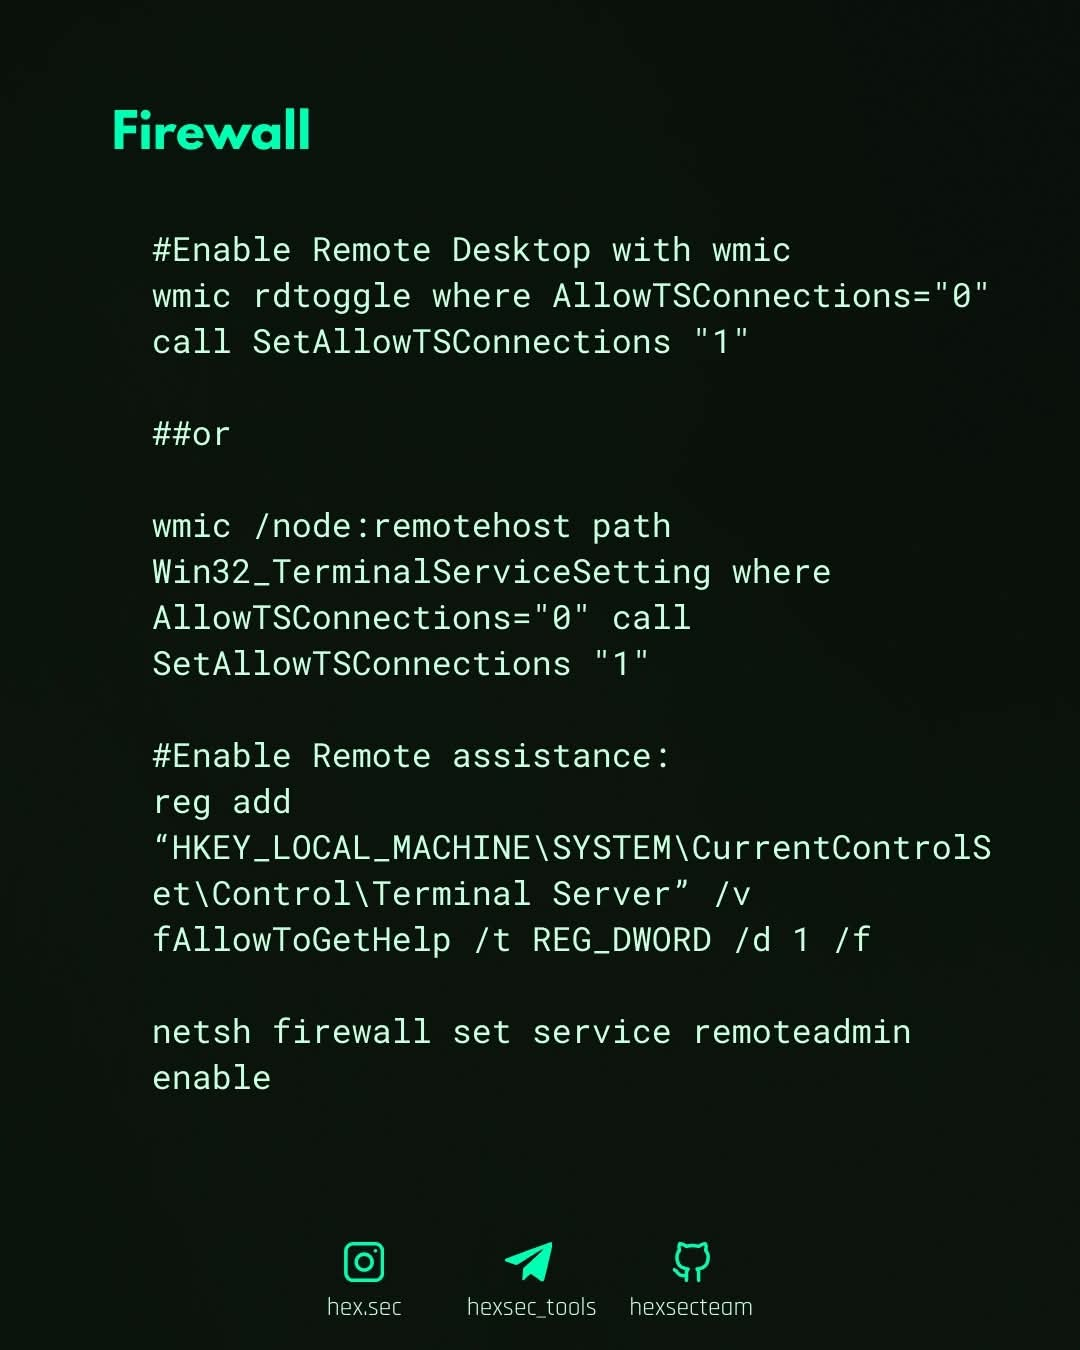 Firewall
#Enable Remote Desktop with wmic
wmic rdtoggle where AllowTSConnections="0"
call SetAllowTSConnections "1"
##or
wmic /node:remotehost path
Win32_TerminalServiceSetting where
AllowTSConnections="0" call
SetAllowTSConnections "1"
#Enable Remote assistance:
reg add
“HKEY_LOCAL_MACHINE\SYSTEM\CurrentControlS
et\Control\Terminal Server” /v
fAllowToGetHelp /t REG_DWORD /d 1 /f
netsh firewall set service remoteadmin
enable
hex.sec hexsec_tools hexsecteam